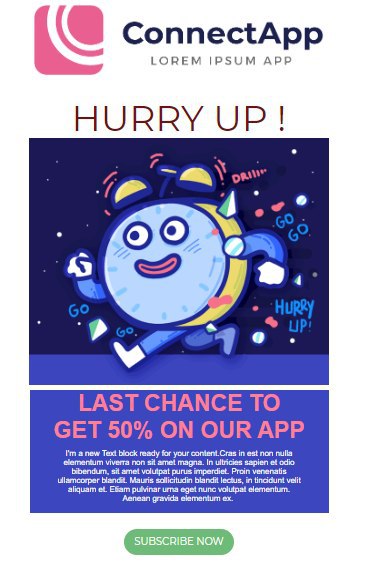 ConnectApp
LOREM IPSUM APP
HURRY UP !
DRIIII
GO
GO
GO
GO
HURRY
UP!
LAST CHANCE TO
GET 50% ON OUR APP
I'm a new Text block ready for your content.Cras in est non nulla
elementum viverra non sit amet magna. In ultricies sapien et odio
bibendum, sit amet volutpat purus imperdiet. Proin venenatis
ullamcorper blandit. Mauris sollicitudin blandit lectus, in tincidunt velit
aliquam et. Etiam pulvinar urna eget nunc volutpat elementum.
Aenean gravida elementum ex.
SUBSCRIBE NOW